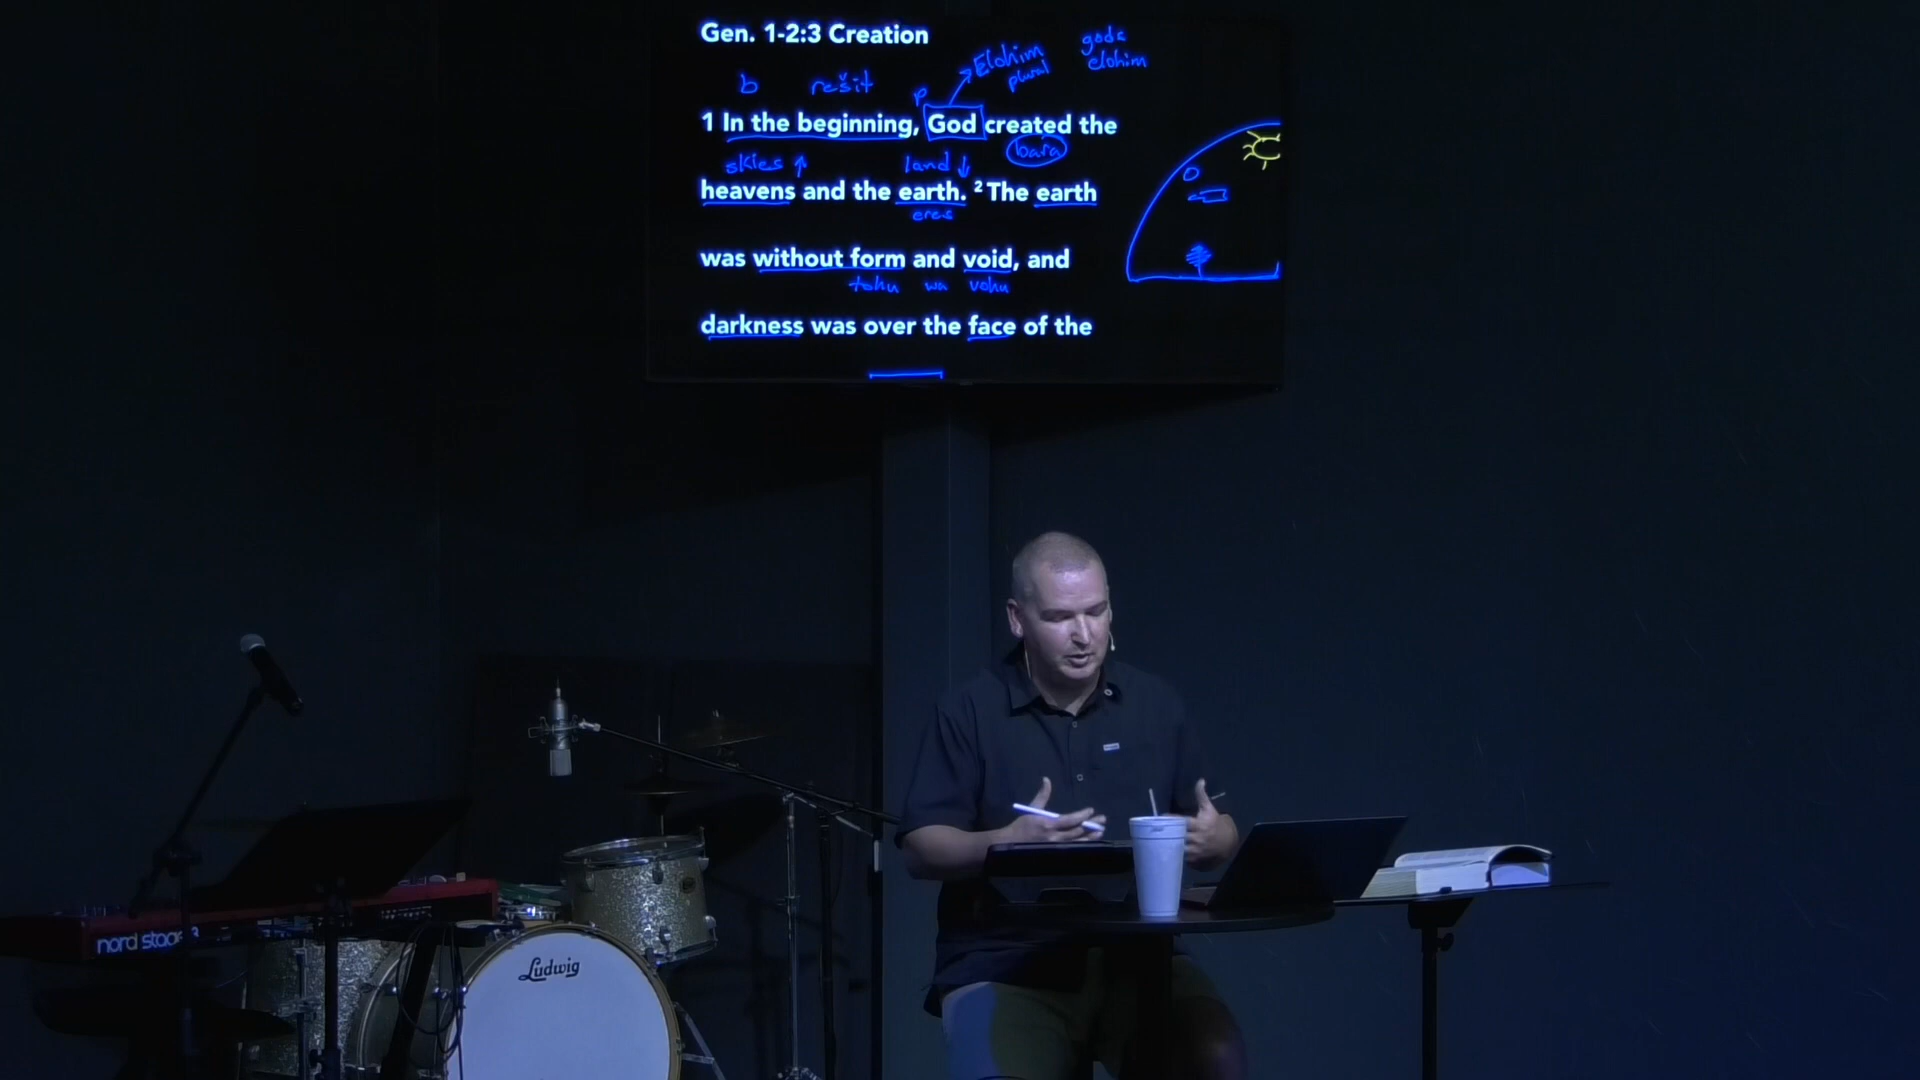 Gen. 1-2:3 Creation
Elohim
plural
gods
elohim
b rešit
p
1 In the beginning, God created the
bara
skies land
heavens and the earth. ² The earth
eres
was without form and void, and
tohu wa vohu
darkness was over the face of the
nord stage 3
Ludwig